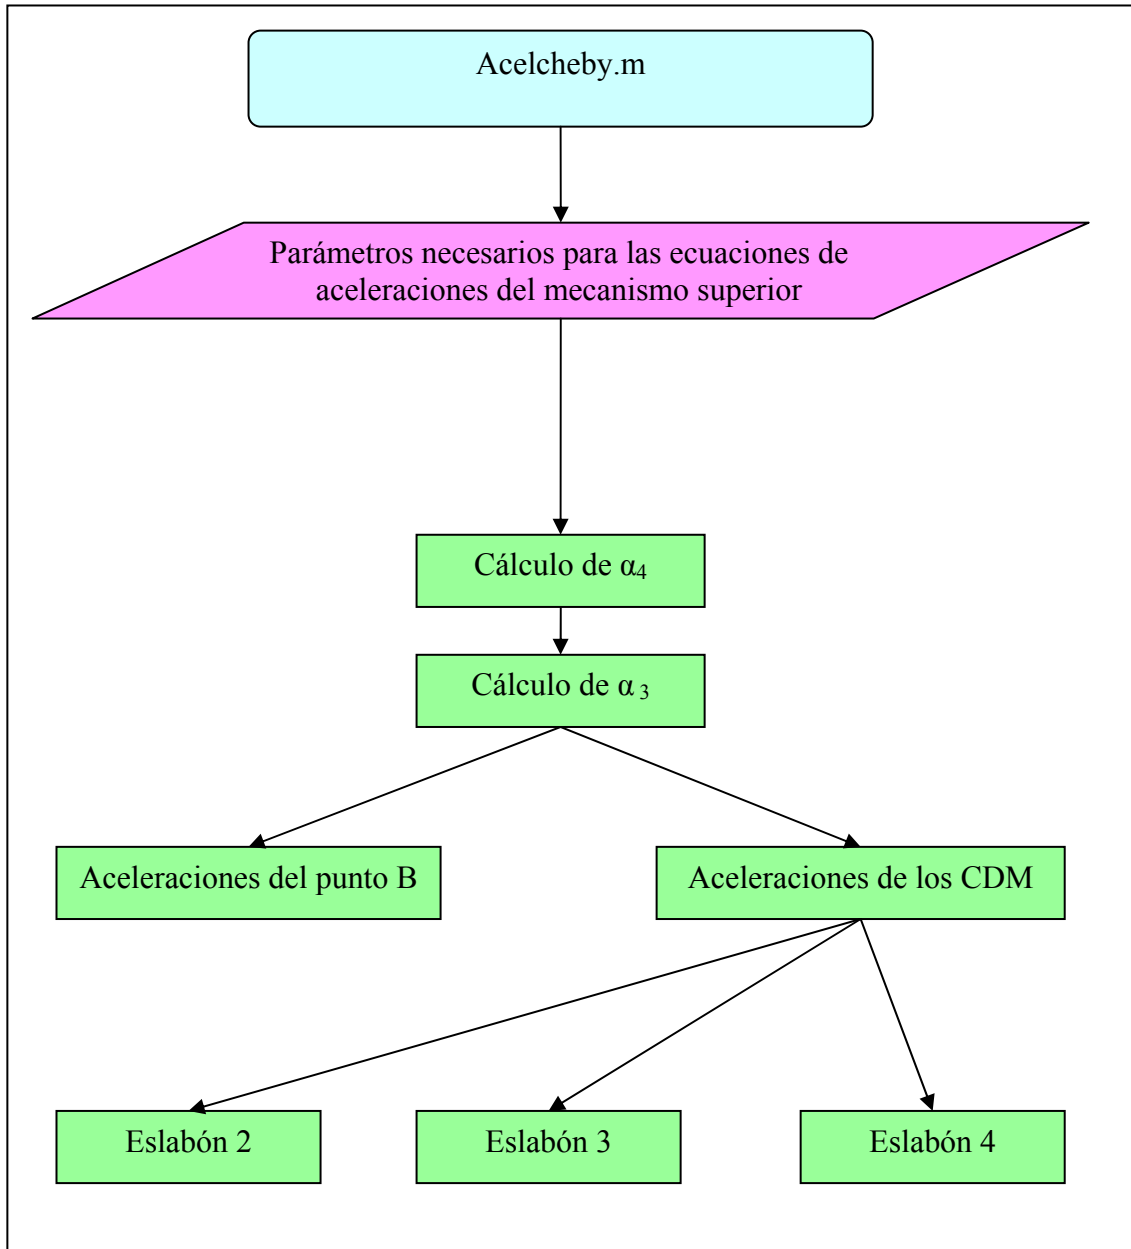 Acelcheby.m
Parámetros necesarios para las ecuaciones de
aceleraciones del mecanismo superior
Cálculo de α₄
Cálculo de α ₃
Aceleraciones del punto B
Aceleraciones de los CDM
Eslabón 2
Eslabón 3
Eslabón 4